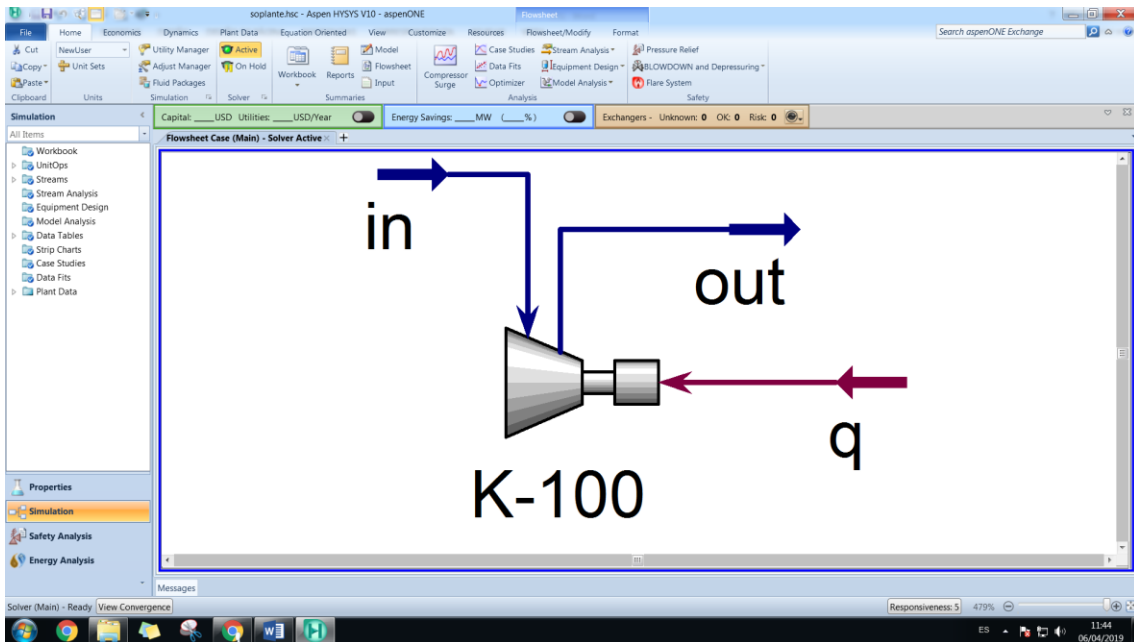 soplante.hsc - Aspen HYSYS V10 - aspenONE
Flowsheet
File Home Economics Dynamics Plant Data Equation Oriented View Customize Resources Flowsheet/Modify Format
Search aspenONE Exchange
Cut NewUser Utility Manager Active Model Case Studies Stream Analysis Pressure Relief
Copy Unit Sets Adjust Manager On Hold Flowsheet Data Fits Equipment Design BLOWDOWN and Depressuring
Paste Fluid Packages Workbook Reports Input Compressor Surge Optimizer Model Analysis Flare System
Clipboard Units Simulation Solver Summaries Analysis Safety
Simulation
Capital: ____USD Utilities: ____USD/Year
Energy Savings: ____MW (____%)
Exchangers - Unknown: 0 OK: 0 Risk: 0
All Items
Flowsheet Case (Main) - Solver Active × +
Workbook
UnitOps
Streams
Stream Analysis
Equipment Design
Model Analysis
Data Tables
Strip Charts
Case Studies
Data Fits
Plant Data
in
out
q
K-100
Properties
Simulation
Safety Analysis
Energy Analysis
Messages
Solver (Main) - Ready View Convergence
Responsiveness: 5 479%
ES
11:44
06/04/2019